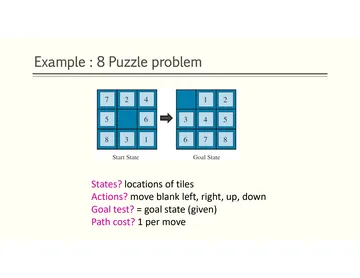 Example : 8 Puzzle problem
7 2 4
5 6
8 3 1
Start State
1 2
3 4 5
6 7 8
Goal State
States? locations of tiles
Actions? move blank left, right, up, down
Goal test? = goal state (given)
Path cost? 1 per move